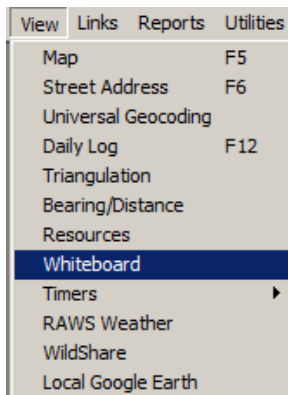 View Links Reports Utilities
Map F5
Street Address F6
Universal Geocoding
Daily Log F12
Triangulation
Bearing/Distance
Resources
Whiteboard
Timers
RAWS Weather
WildShare
Local Google Earth